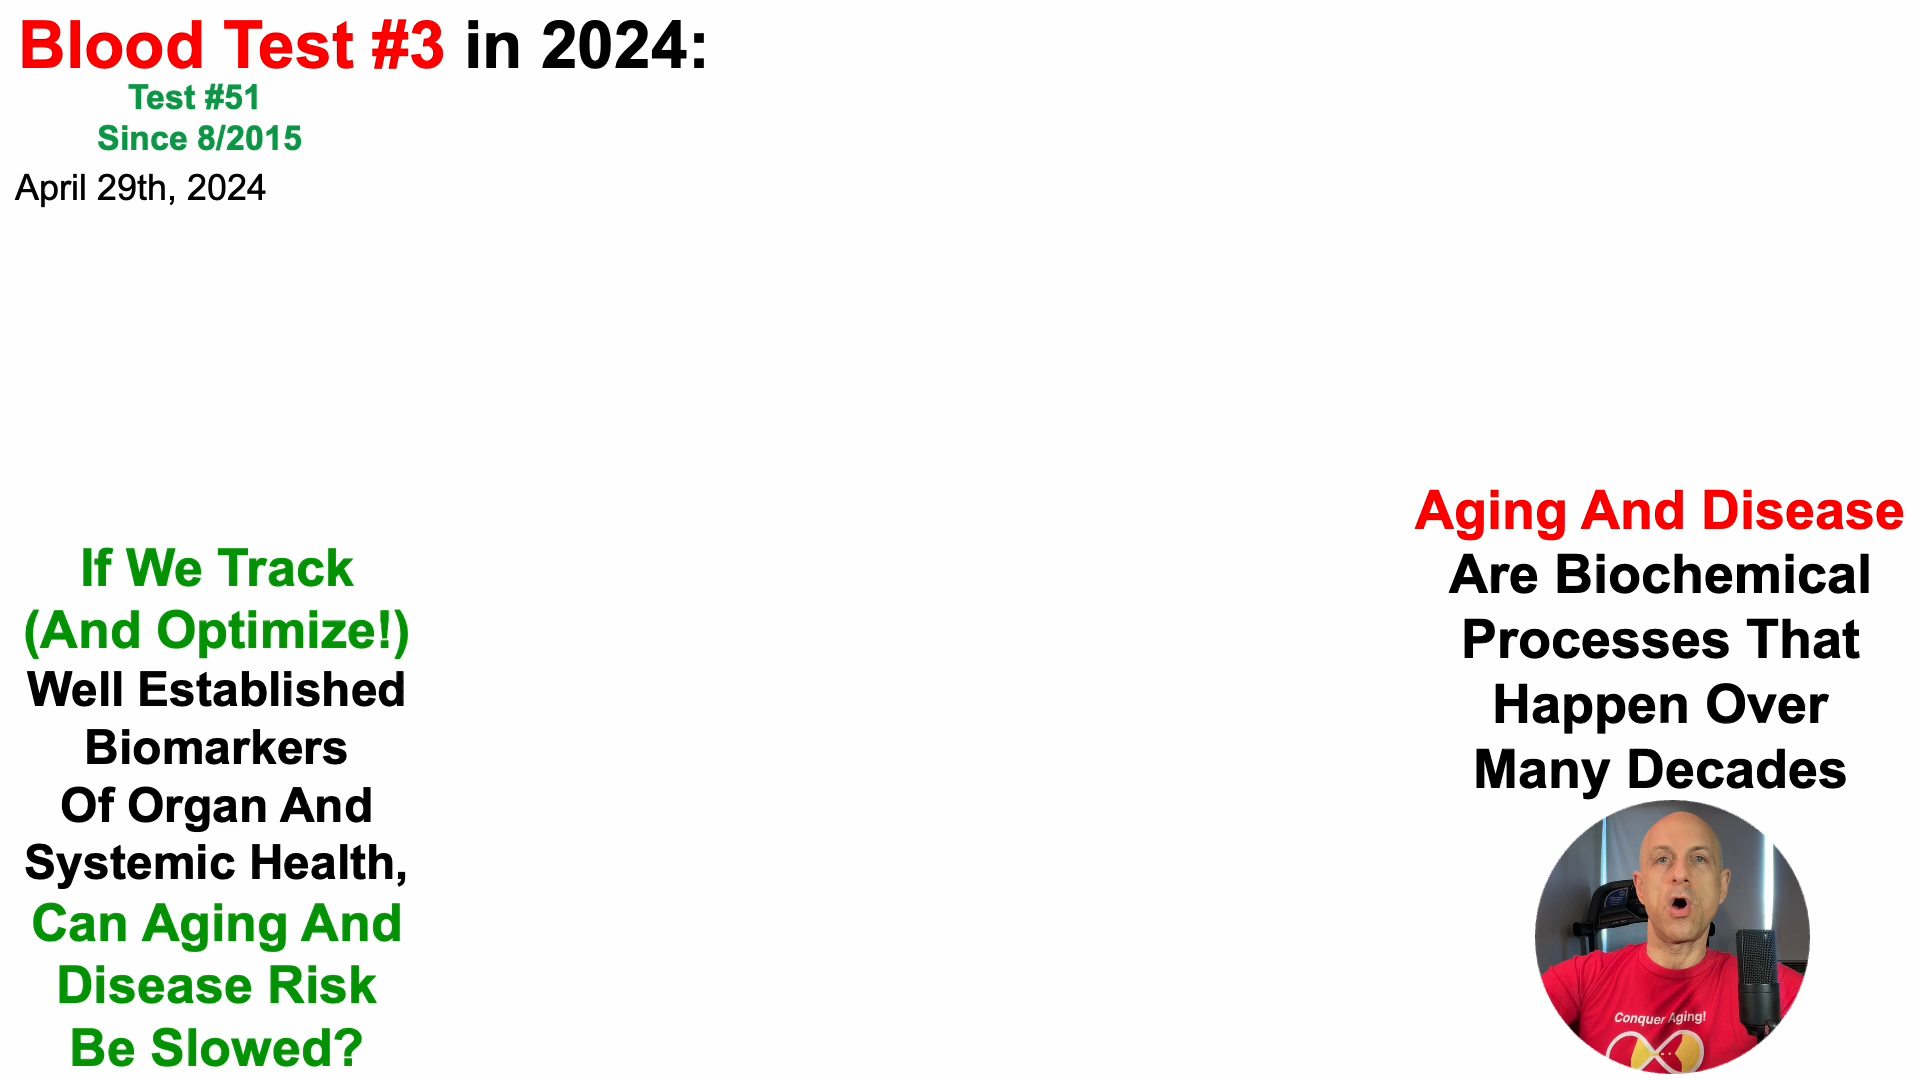 Blood Test #3 in 2024:
Test #51
Since 8/2015
April 29th, 2024
If We Track
(And Optimize!)
Well Established
Biomarkers
Of Organ And
Systemic Health,
Can Aging And
Disease Risk
Be Slowed?
Aging And Disease
Are Biochemical
Processes That
Happen Over
Many Decades
Conquer Aging!